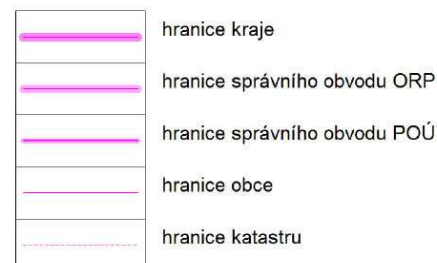 hranice kraje
hranice správního obvodu ORP
hranice správního obvodu POÚ
hranice obce
hranice katastru